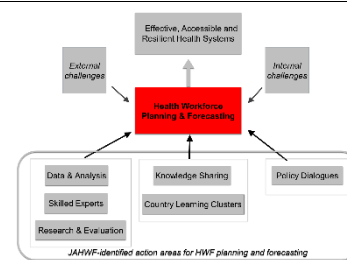 Effective, Accessible and
Resilient Health Systems
External
challenges
Internal
challenges
Health Workforce
Planning & Forecasting
Data & Analysis
Knowledge Sharing
Policy Dialogues
Skilled Experts
Country Learning Clusters
Research & Evaluation
JAHWF-identified action areas for HWF planning and forecasting